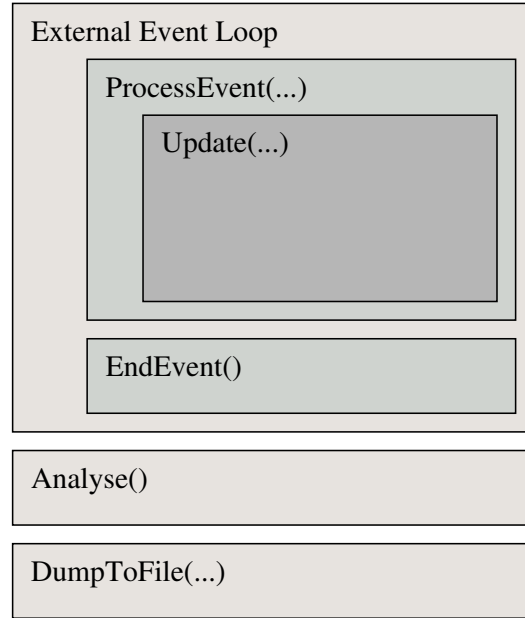 External Event Loop
ProcessEvent(...)
Update(...)
EndEvent()
Analyse()
DumpToFile(...)